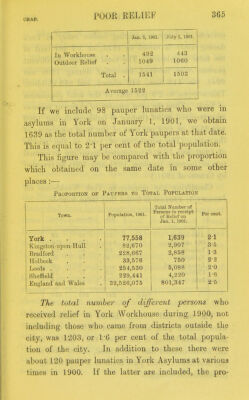 CHAP.
POOR RELIEF
365
Jan. 5, 1901. July 5, 1901.
In Workhouse . . 492 443
Outdoor Relief . . 1049 1060
Total . 1541 1503
Average 1522
If we include 98 pauper lunatics who were in
asylums in York on January 1, 1901, we obtain
1639 as the total number of York paupers at that date.
This is equal to 2·1 per cent of the total population.
This figure may be compared with the proportion
which obtained on the same date in some other
places:—
Proportion of Paupers to Total Population
Town. Population, 1901. Total Number of Persons in receipt of Relief on Jan. 1, 1901. Per cent.
York . . . 77,558 1,639 2·1
Kingston-upon-Hull 82,670 2,907 3·5
Bradford . . 228,667 2,858 1·3
Holbeck . . 33,576 750 2·2
Leeds . . . 254,530 5,088 2·0
Sheffield . . 229,441 4,220 1·8
England and Wales 32,526,075 801,347 2·5
The total number of different persons who
received relief in York Workhouse during 1900, not
including those who came from districts outside the
city, was 1203, or 1·6 per cent of the total popula-
tion of the city. In addition to these there were
about 120 pauper lunatics in York Asylums at various
times in 1900. If the latter are included, the pro-